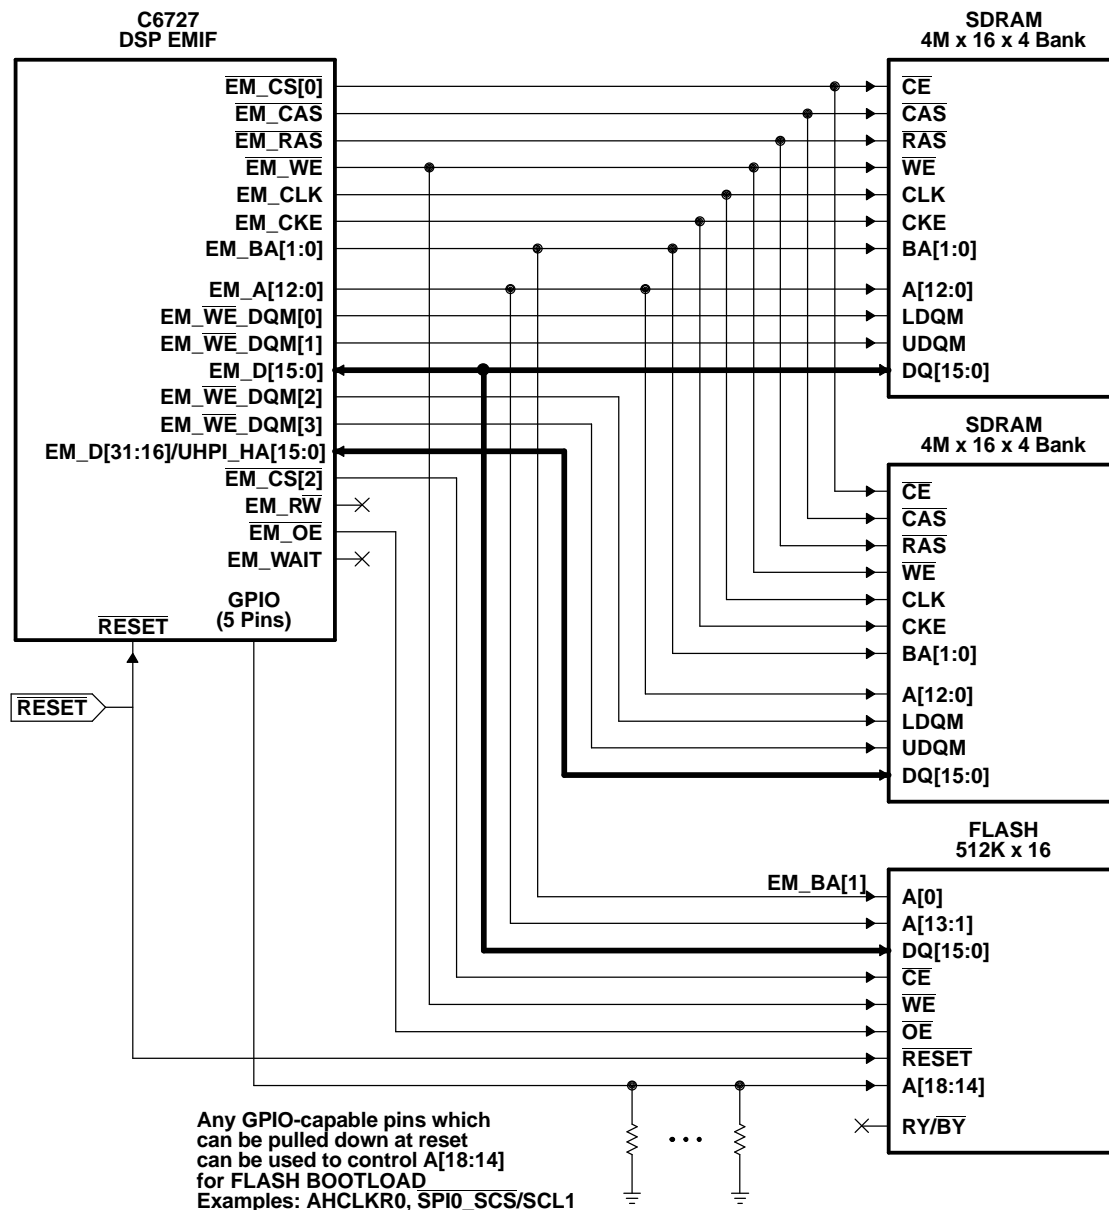 C6727
DSP EMIF
SDRAM
4M x 16 x 4 Bank
EM_CS[0]
EM_CAS
EM_RAS
EM_WE
EM_CLK
EM_CKE
EM_BA[1:0]
EM_A[12:0]
EM_WE_DQM[0]
EM_WE_DQM[1]
EM_D[15:0]
EM_WE_DQM[2]
EM_WE_DQM[3]
EM_D[31:16]/UHPI_HA[15:0]
EM_CS[2]
EM_RW
EM_OE
EM_WAIT
GPIO
(5 Pins)
RESET
RESET
CE
CAS
RAS
WE
CLK
CKE
BA[1:0]
A[12:0]
LDQM
UDQM
DQ[15:0]
SDRAM
4M x 16 x 4 Bank
CE
CAS
RAS
WE
CLK
CKE
BA[1:0]
A[12:0]
LDQM
UDQM
DQ[15:0]
FLASH
512K x 16
EM_BA[1]
A[0]
A[13:1]
DQ[15:0]
CE
WE
OE
RESET
A[18:14]
RY/BY
Any GPIO-capable pins which
can be pulled down at reset
can be used to control A[18:14]
for FLASH BOOTLOAD
Examples: AHCLKR0, SPI0_SCS/SCL1